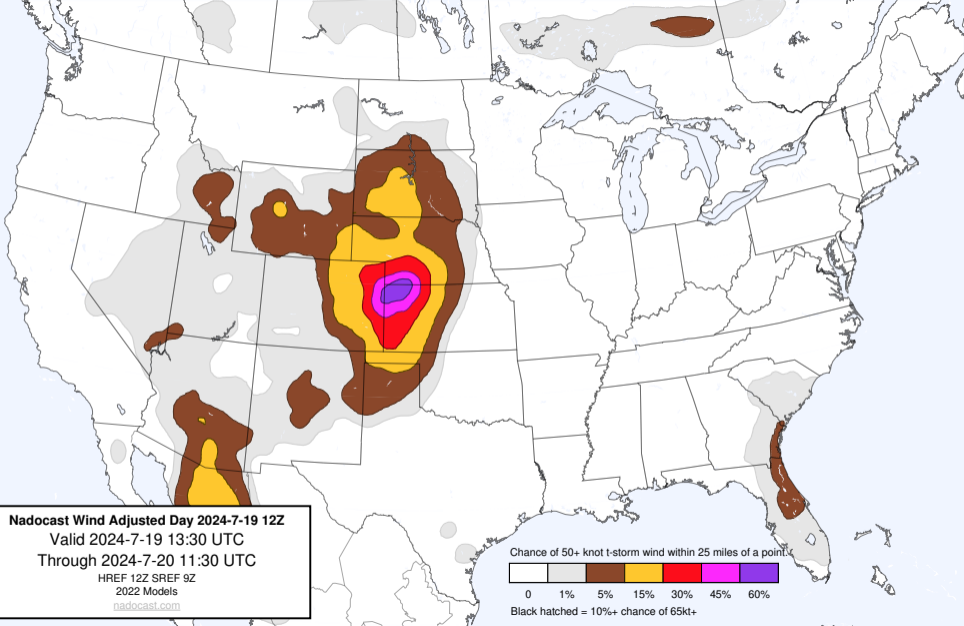 Nadocast Wind Adjusted Day 2024-7-19 12Z
Valid 2024-7-19 13:30 UTC
Through 2024-7-20 11:30 UTC
HREF 12Z SREF 9Z
2022 Models
nadocast.com
Chance of 50+ knot t-storm wind within 25 miles of a point.
0 1% 5% 15% 30% 45% 60%
Black hatched = 10%+ chance of 65kt+